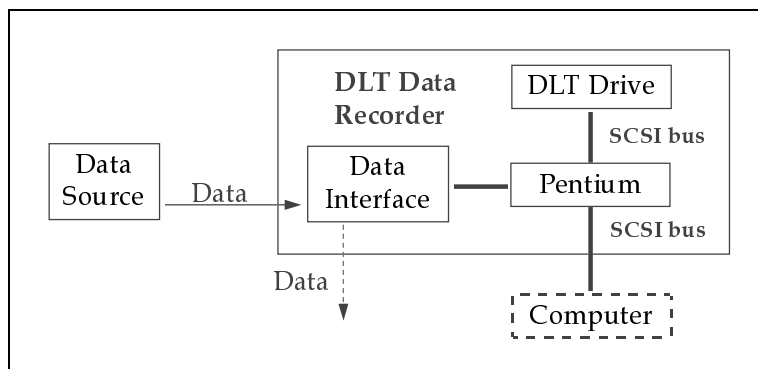 DLT Data
Recorder
DLT Drive
SCSI bus
Data
Source
Data
Data
Interface
Pentium
SCSI bus
Data
Computer